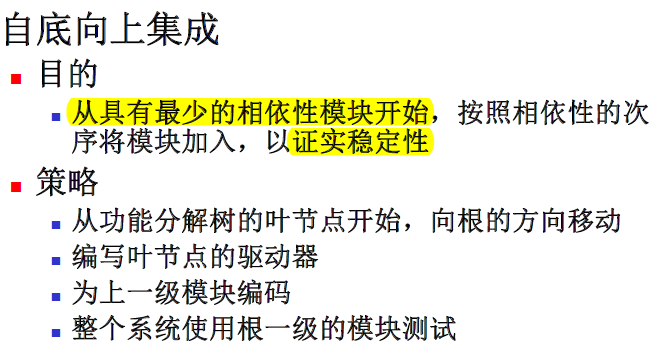 自底向上集成
目的
从具有最少的相依性模块开始，按照相依性的次
序将模块加入，以证实稳定性
策略
从功能分解树的叶节点开始，向根的方向移动
编写叶节点的驱动器
为上一级模块编码
整个系统使用根一级的模块测试